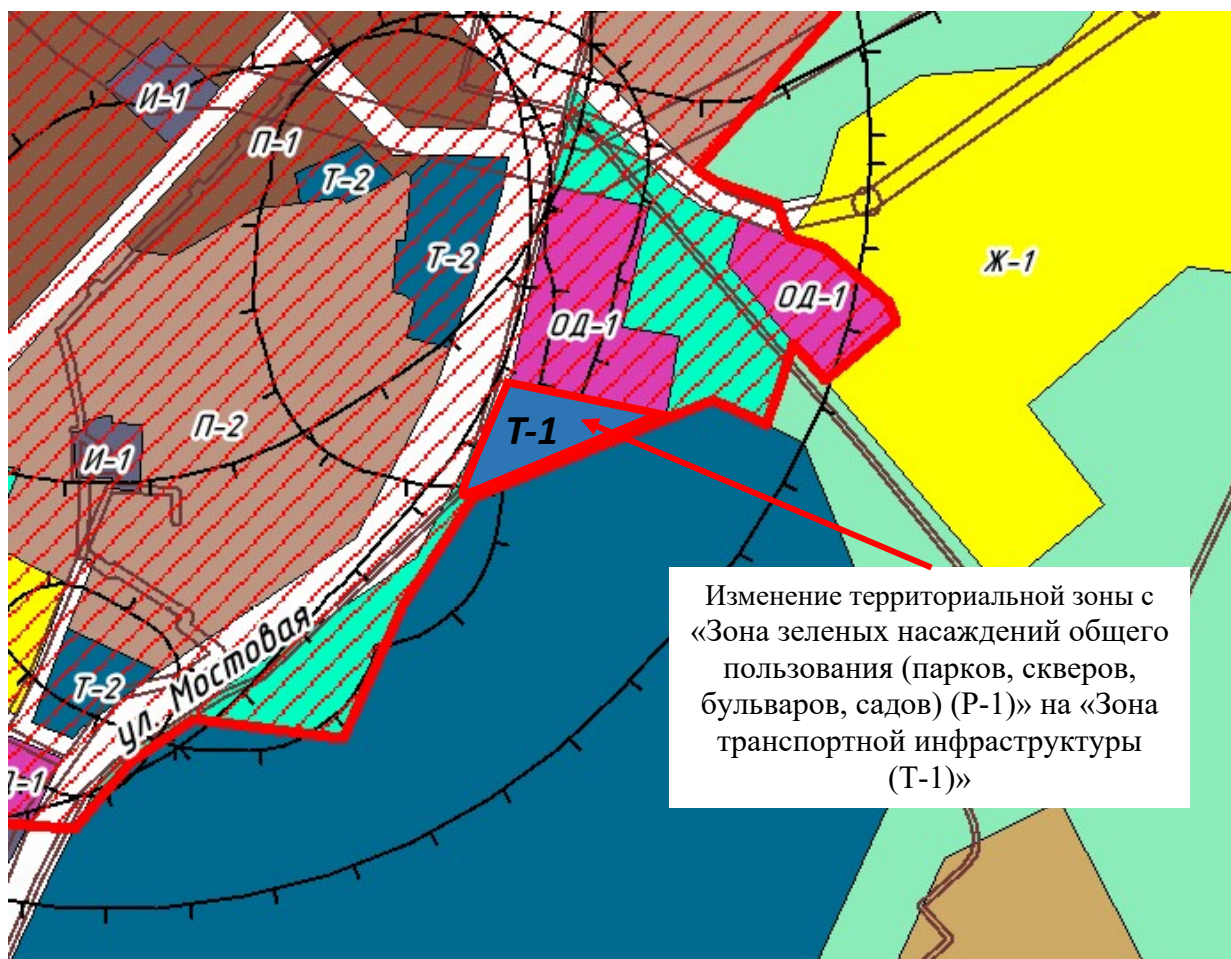 И-1
П-1
Т-2
Т-2
Ж-1
ОД-1
ОД-1
П-2
Т-1
И-1
Изменение территориальной зоны с
«Зона зеленых насаждений общего
пользования (парков, скверов,
бульваров, садов) (Р-1)» на «Зона
транспортной инфраструктуры
(Т-1)»
ул. Мостовая
Т-2